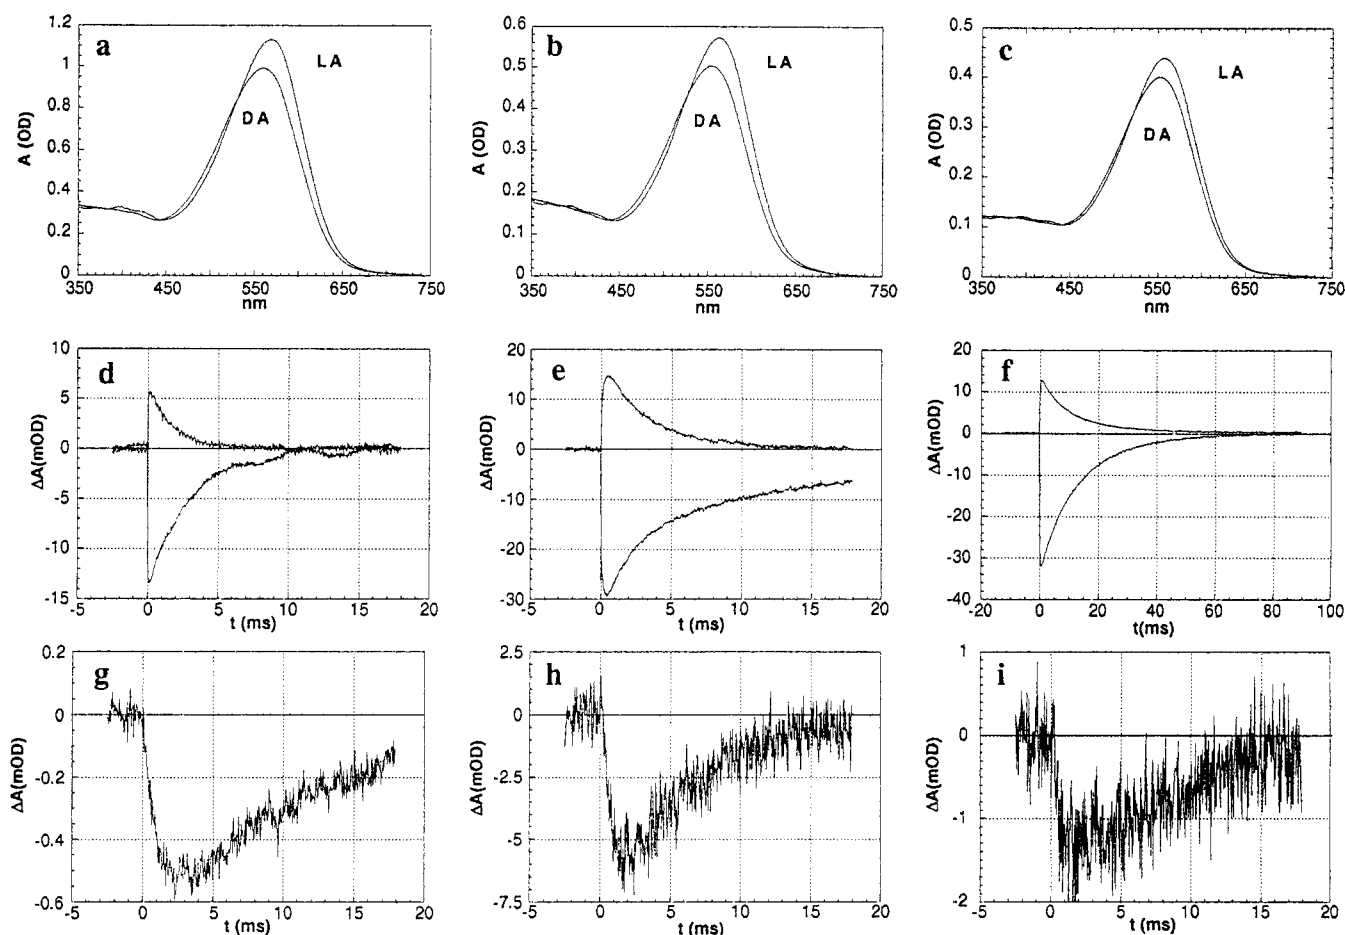 a
LA
DA
A (OD)
1.2
1
0.8
0.6
0.4
0.2
0
350 450 550 650 750
nm
b
LA
DA
A (OD)
0.6
0.5
0.4
0.3
0.2
0.1
0
350 450 550 650 750
nm
c
LA
DA
A (OD)
0.5
0.4
0.3
0.2
0.1
0
350 450 550 650 750
nm
d
ΔA(mOD)
10
5
0
-5
-10
-15
-5 0 5 10 15 20
t (ms)
e
ΔA(mOD)
20
10
0
-10
-20
-30
-5 0 5 10 15 20
t (ms)
f
ΔA(mOD)
20
10
0
-10
-20
-30
-40
-20 0 20 40 60 80 100
t(ms)
g
ΔA(mOD)
0.2
0
-0.2
-0.4
-0.6
-5 0 5 10 15 20
t (ms)
h
ΔA(mOD)
2.5
0
-2.5
-5
-7.5
-5 0 5 10 15 20
t (ms)
i
ΔA(mOD)
1
0
-1
-2
-5 0 5 10 15 20
t (ms)